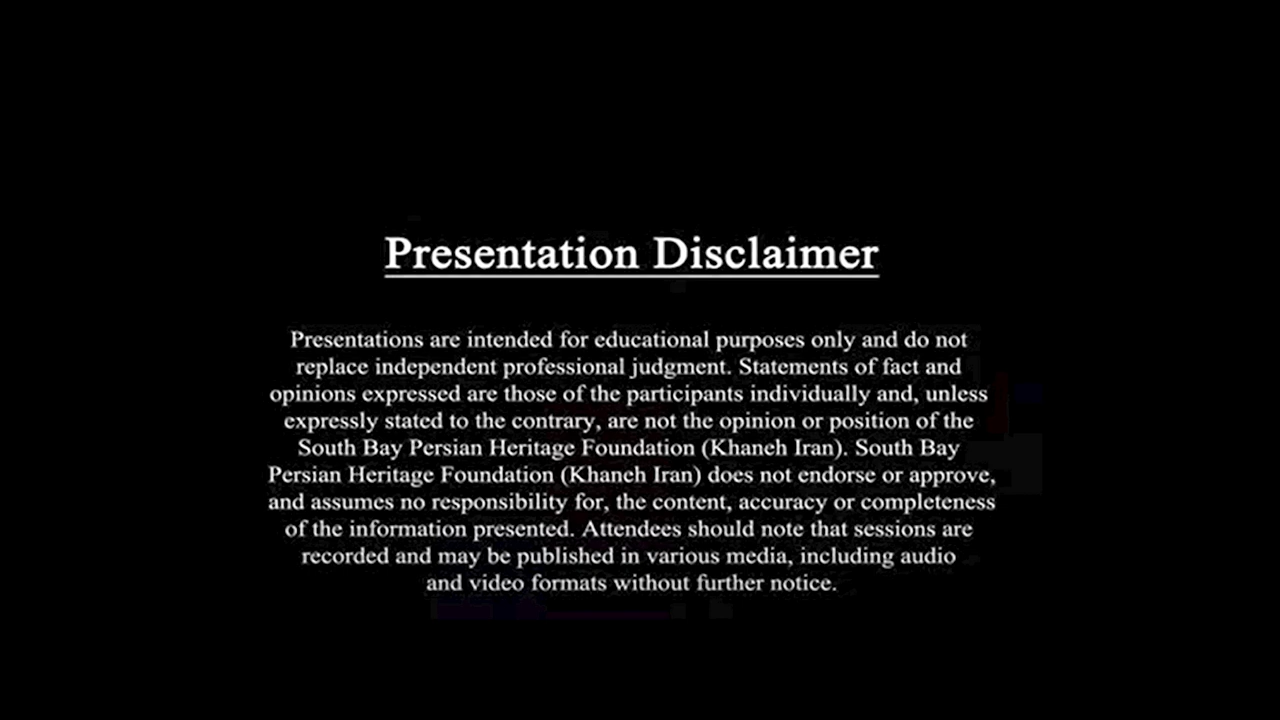 Presentation Disclaimer
Presentations are intended for educational purposes only and do not
replace independent professional judgment. Statements of fact and
opinions expressed are those of the participants individually and, unless
expressly stated to the contrary, are not the opinion or position of the
South Bay Persian Heritage Foundation (Khaneh Iran). South Bay
Persian Heritage Foundation (Khaneh Iran) does not endorse or approve,
and assumes no responsibility for, the content, accuracy or completeness
of the information presented. Attendees should note that sessions are
recorded and may be published in various media, including audio
and video formats without further notice.